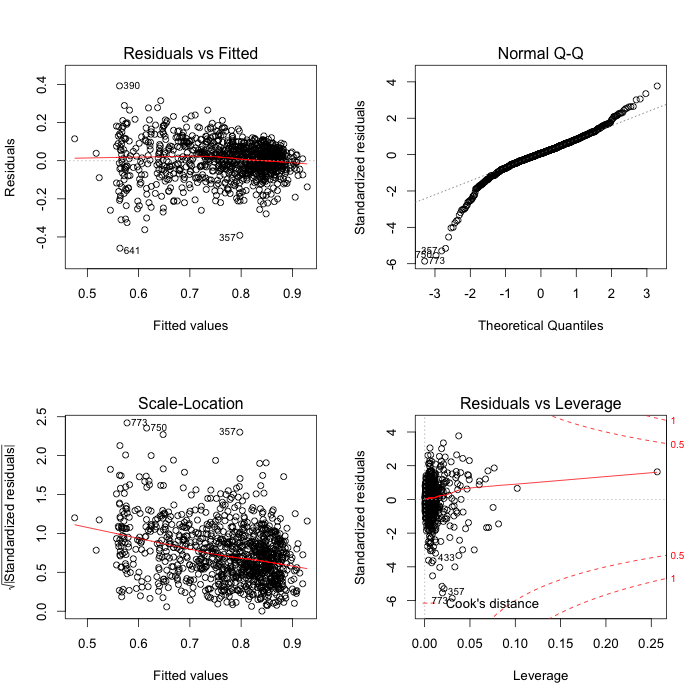 Residuals vs Fitted
Residuals
0.4
0.2
0.0
-0.2
-0.4
390
641
357
0.5 0.6 0.7 0.8 0.9
Fitted values
Normal Q-Q
Standardized residuals
4
2
0
-2
-4
-6
357
750
773
-3 -2 -1 0 1 2 3
Theoretical Quantiles
Scale-Location
√|Standardized residuals|
2.5
2.0
1.5
1.0
0.5
0.0
773
750
357
0.5 0.6 0.7 0.8 0.9
Fitted values
Residuals vs Leverage
Standardized residuals
4
2
0
-2
-4
-6
1
0.5
0.5
1
433
357
773
Cook's distance
0.00 0.05 0.10 0.15 0.20 0.25
Leverage